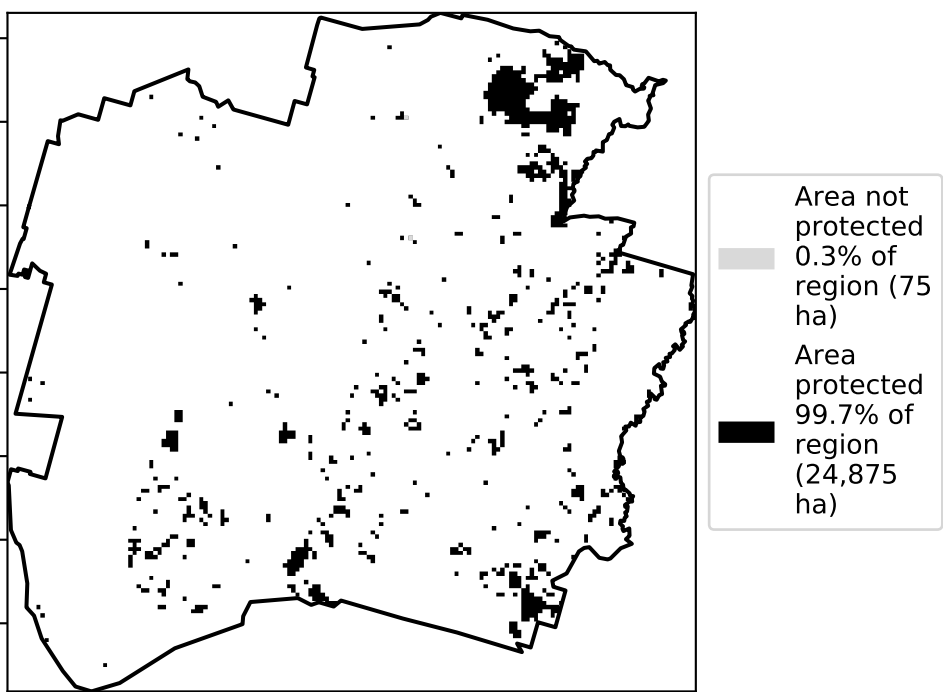 Area not
protected
0.3% of
region (75
ha)
Area
protected
99.7% of
region
(24,875
ha)